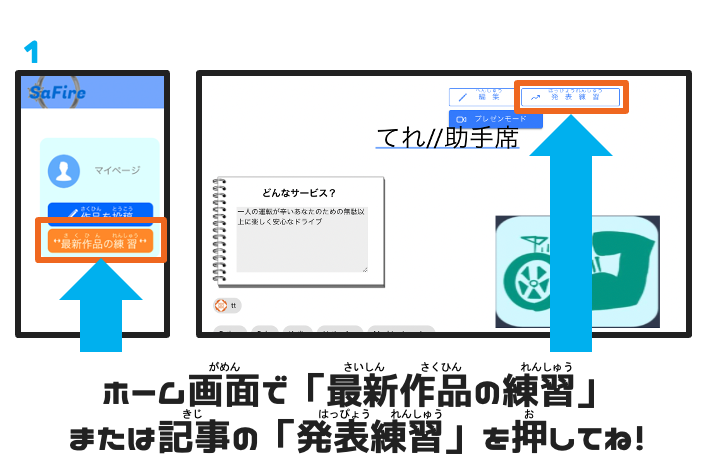 1
SaFire
マイページ
さくひん とうこう
作品を投稿
さくひん れんしゅう
**最新作品の練習**
へんしゅう
編集
はっぴょうれんしゅう
発表練習
プレゼンモード
てれ//助手席
どんなサービス？
一人の運転が辛いあなたのための無駄以
上に楽しく安心なドライブ
tt
がめん さいしん さくひん れんしゅう
ホーム画面で「最新作品の練習」
きじ はっぴょう れんしゅう お
または記事の「発表練習」を押してね!